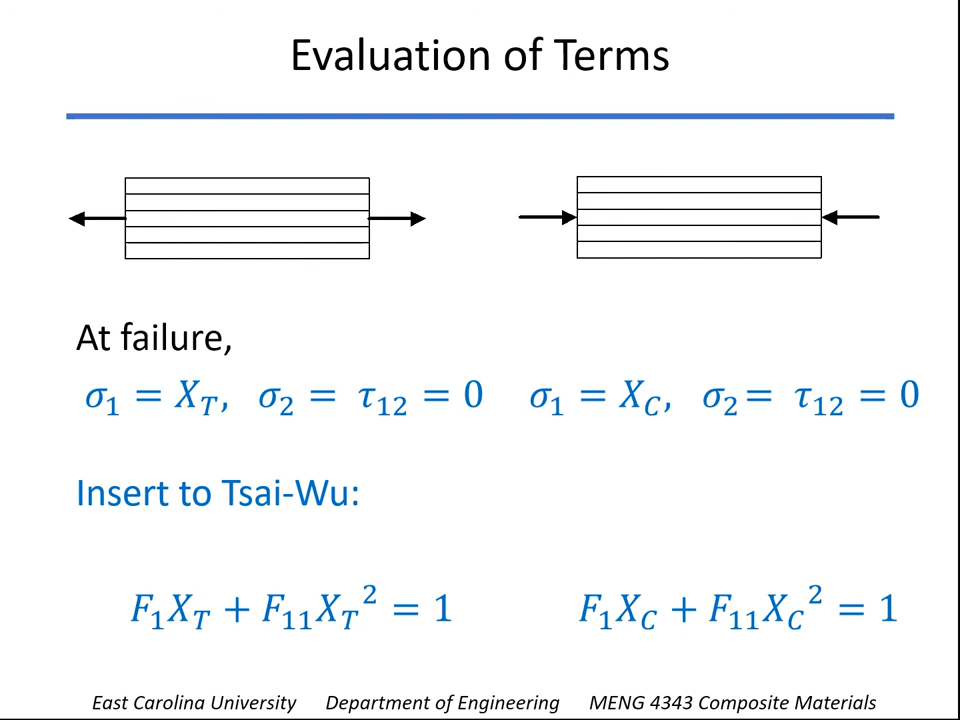 Evaluation of Terms
At failure,
σ₁ = X_T, σ₂ = τ₁₂ = 0 σ₁ = X_C, σ₂ = τ₁₂ = 0
Insert to Tsai-Wu:
F₁X_T + F₁₁X_T² = 1 F₁X_C + F₁₁X_C² = 1
East Carolina University Department of Engineering MENG 4343 Composite Materials